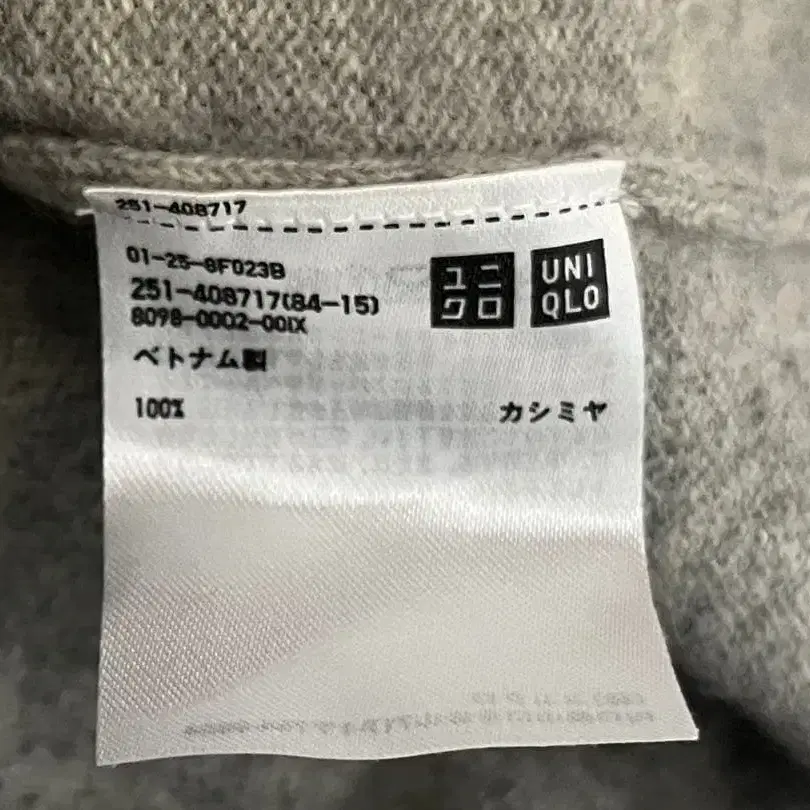 251-408717
01-25-8F023B
251-408717(84-15)
8098-0002-00IX
ユニ
クロ
UNI
QLO
ベトナム製
100% カシミヤ